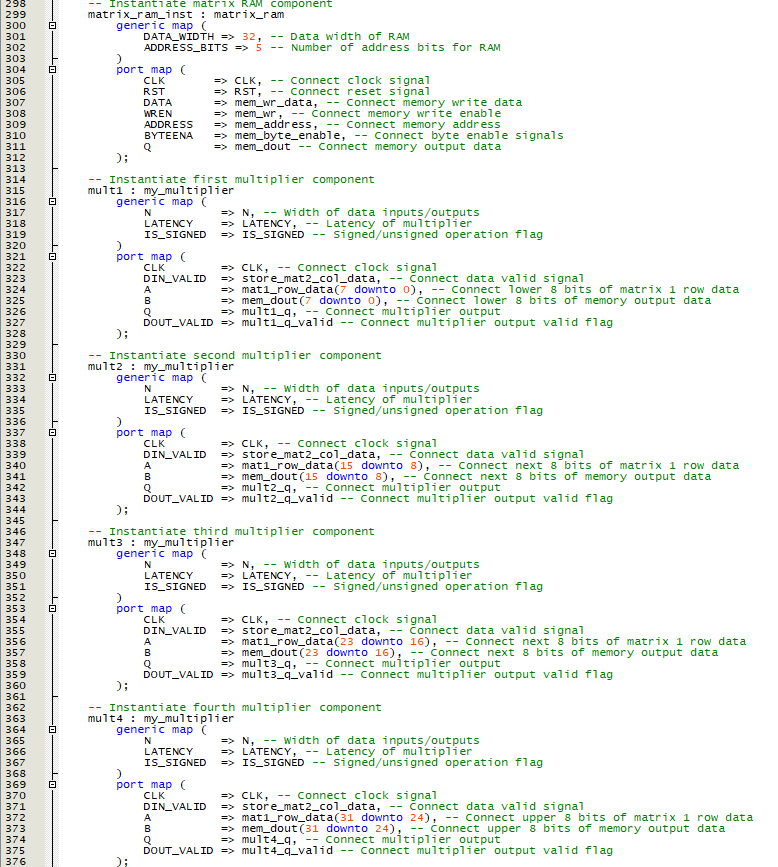 298 -- Instantiate matrix RAM component
299 matrix_ram_inst : matrix_ram
300 generic map (
301 DATA_WIDTH => 32, -- Data width of RAM
302 ADDRESS_BITS => 5 -- Number of address bits for RAM
303 )
304 port map (
305 CLK => CLK, -- Connect clock signal
306 RST => RST, -- Connect reset signal
307 DATA => mem_wr_data, -- Connect memory write data
308 WREN => mem_wr, -- Connect memory write enable
309 ADDRESS => mem_address, -- Connect memory address
310 BYTEENA => mem_byte_enable, -- Connect byte enable signals
311 Q => mem_dout -- Connect memory output data
312 );
313
314 -- Instantiate first multiplier component
315 mult1 : my_multiplier
316 generic map (
317 N => N, -- Width of data inputs/outputs
318 LATENCY => LATENCY, -- Latency of multiplier
319 IS_SIGNED => IS_SIGNED -- Signed/unsigned operation flag
320 )
321 port map (
322 CLK => CLK, -- Connect clock signal
323 DIN_VALID => store_mat2_col_data, -- Connect data valid signal
324 A => mat1_row_data(7 downto 0), -- Connect lower 8 bits of matrix 1 row data
325 B => mem_dout(7 downto 0), -- Connect lower 8 bits of memory output data
326 Q => mult1_q, -- Connect multiplier output
327 DOUT_VALID => mult1_q_valid -- Connect multiplier output valid flag
328 );
329
330 -- Instantiate second multiplier component
331 mult2 : my_multiplier
332 generic map (
333 N => N, -- Width of data inputs/outputs
334 LATENCY => LATENCY, -- Latency of multiplier
335 IS_SIGNED => IS_SIGNED -- Signed/unsigned operation flag
336 )
337 port map (
338 CLK => CLK, -- Connect clock signal
339 DIN_VALID => store_mat2_col_data, -- Connect data valid signal
340 A => mat1_row_data(15 downto 8), -- Connect next 8 bits of matrix 1 row data
341 B => mem_dout(15 downto 8), -- Connect next 8 bits of memory output data
342 Q => mult2_q, -- Connect multiplier output
343 DOUT_VALID => mult2_q_valid -- Connect multiplier output valid flag
344 );
345
346 -- Instantiate third multiplier component
347 mult3 : my_multiplier
348 generic map (
349 N => N, -- Width of data inputs/outputs
350 LATENCY => LATENCY, -- Latency of multiplier
351 IS_SIGNED => IS_SIGNED -- Signed/unsigned operation flag
352 )
353 port map (
354 CLK => CLK, -- Connect clock signal
355 DIN_VALID => store_mat2_col_data, -- Connect data valid signal
356 A => mat1_row_data(23 downto 16), -- Connect next 8 bits of matrix 1 row data
357 B => mem_dout(23 downto 16), -- Connect next 8 bits of memory output data
358 Q => mult3_q, -- Connect multiplier output
359 DOUT_VALID => mult3_q_valid -- Connect multiplier output valid flag
360 );
361
362 -- Instantiate fourth multiplier component
363 mult4 : my_multiplier
364 generic map (
365 N => N, -- Width of data inputs/outputs
366 LATENCY => LATENCY, -- Latency of multiplier
367 IS_SIGNED => IS_SIGNED -- Signed/unsigned operation flag
368 )
369 port map (
370 CLK => CLK, -- Connect clock signal
371 DIN_VALID => store_mat2_col_data, -- Connect data valid signal
372 A => mat1_row_data(31 downto 24), -- Connect upper 8 bits of matrix 1 row data
373 B => mem_dout(31 downto 24), -- Connect upper 8 bits of memory output data
374 Q => mult4_q, -- Connect multiplier output
375 DOUT_VALID => mult4_q_valid -- Connect multiplier output valid flag
376 );